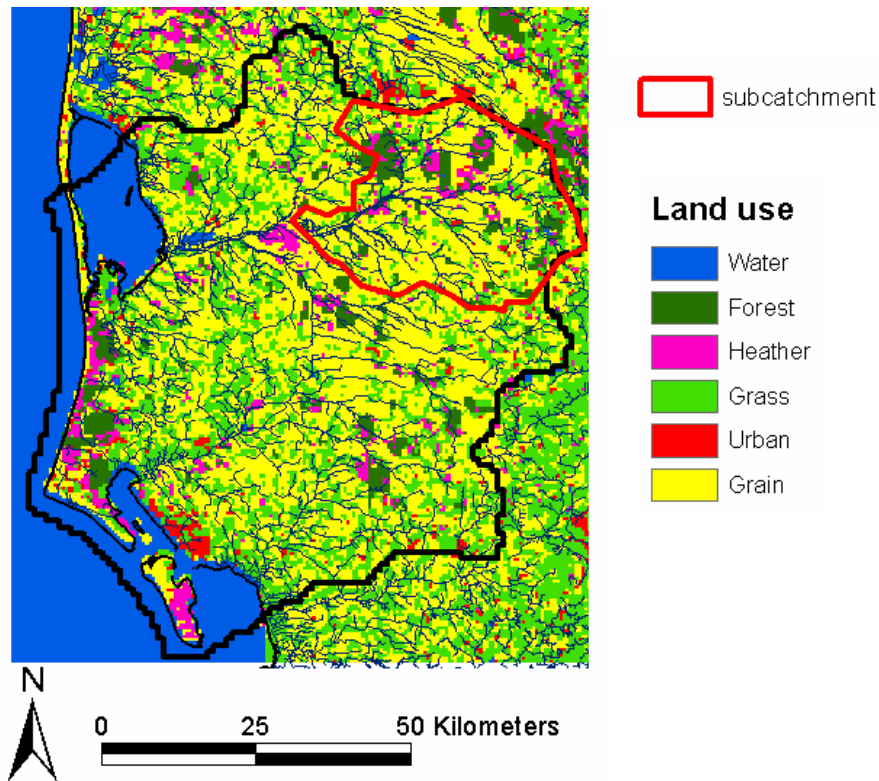 subcatchment
Land use
Water
Forest
Heather
Grass
Urban
Grain
N
0 25 50 Kilometers